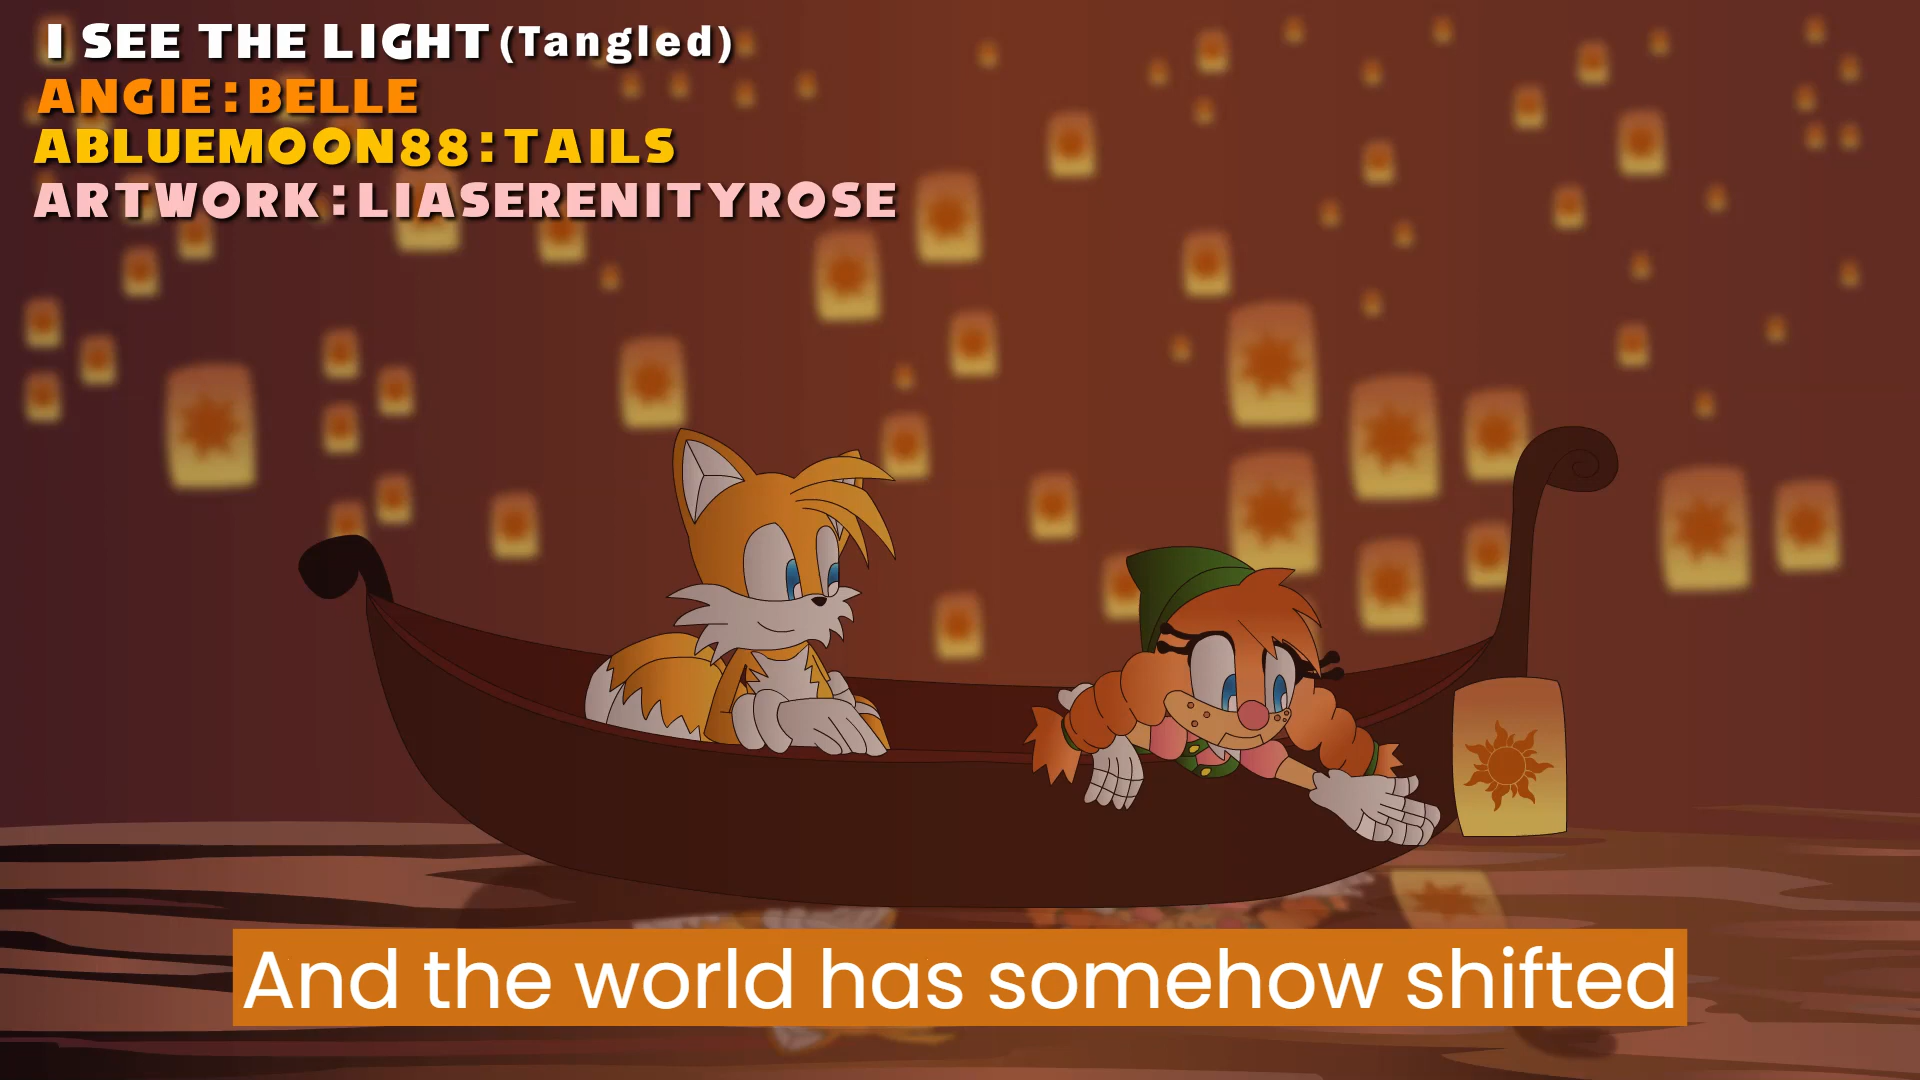 I SEE THE LIGHT (Tangled)
ANGIE:BELLE
ABLUEMOON88:TAILS
ARTWORK:LIASERENITYROSE
And the world has somehow shifted